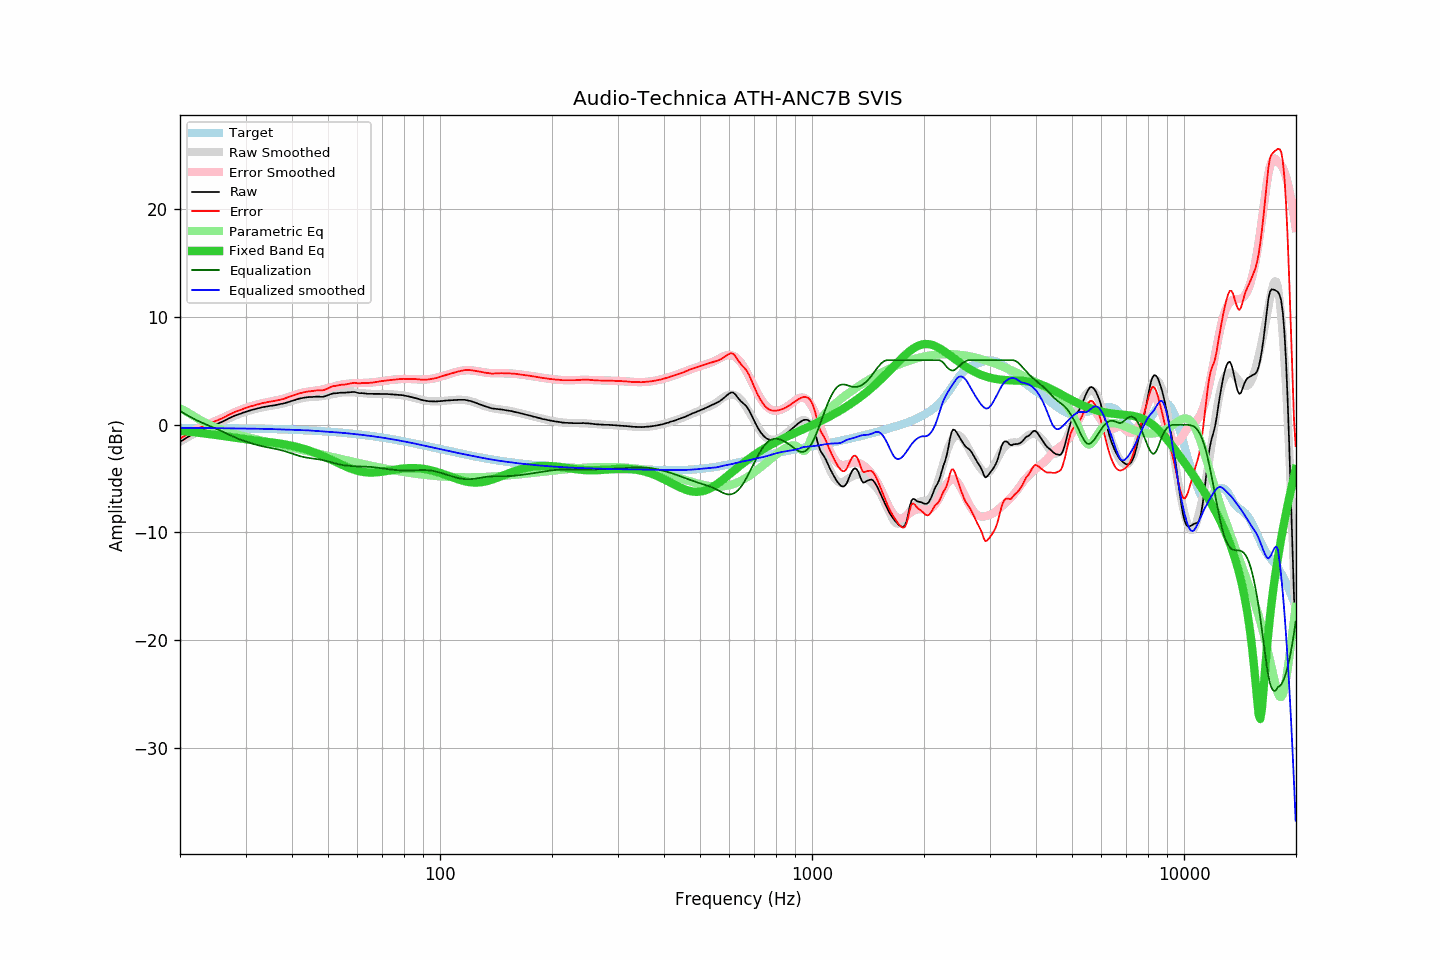 Audio-Technica ATH-ANC7B SVIS
Target
Raw Smoothed
Error Smoothed
Raw
Error
Parametric Eq
Fixed Band Eq
Equalization
Equalized smoothed
20
10
0
−10
−20
−30
Amplitude (dBr)
100
1000
10000
Frequency (Hz)